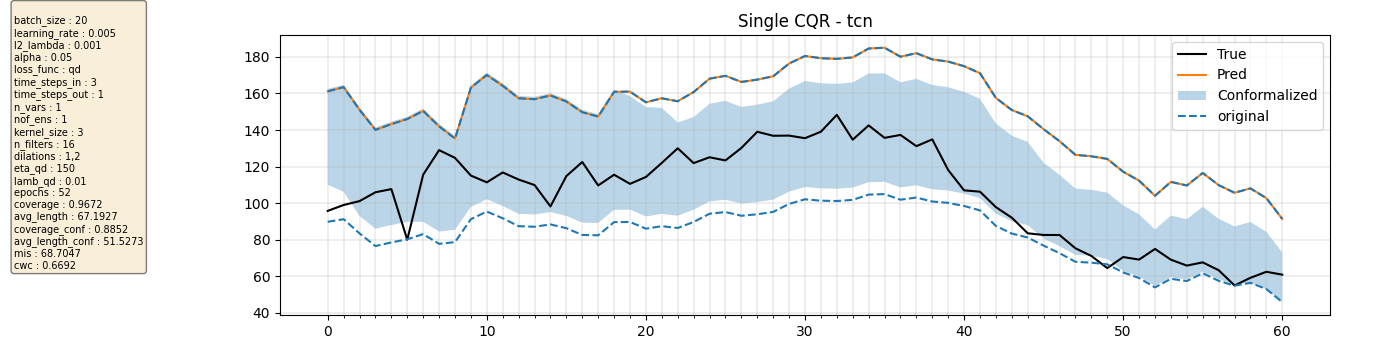 Single CQR - tcn
batch_size : 20
learning_rate : 0.005
l2_lambda : 0.001
alpha : 0.05
loss_func : qd
time_steps_in : 3
time_steps_out : 1
n_vars : 1
nof_ens : 1
kernel_size : 3
n_filters : 16
dilations : 1,2
eta_qd : 150
lamb_qd : 0.01
epochs : 52
coverage : 0.9672
avg_length : 67.1927
coverage_conf : 0.8852
avg_length_conf : 51.5273
mis : 68.7047
cwc : 0.6692
180
160
140
120
100
80
60
40
0 10 20 30 40 50 60
True
Pred
Conformalized
original